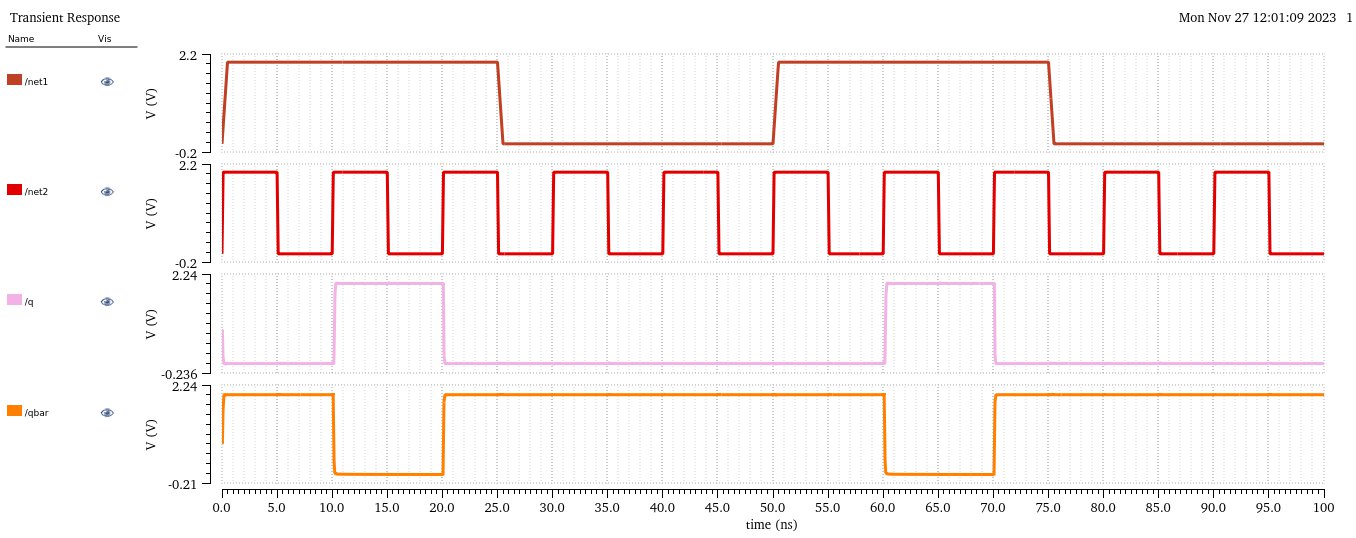 Transient Response
Mon Nov 27 12:01:09 2023 1
Name Vis
/net1
2.2
V (V)
-0.2
/net2
2.2
V (V)
-0.2
/q
2.24
V (V)
-0.236
/qbar
2.24
V (V)
-0.21
0.0 5.0 10.0 15.0 20.0 25.0 30.0 35.0 40.0 45.0 50.0 55.0 60.0 65.0 70.0 75.0 80.0 85.0 90.0 95.0 100
time (ns)